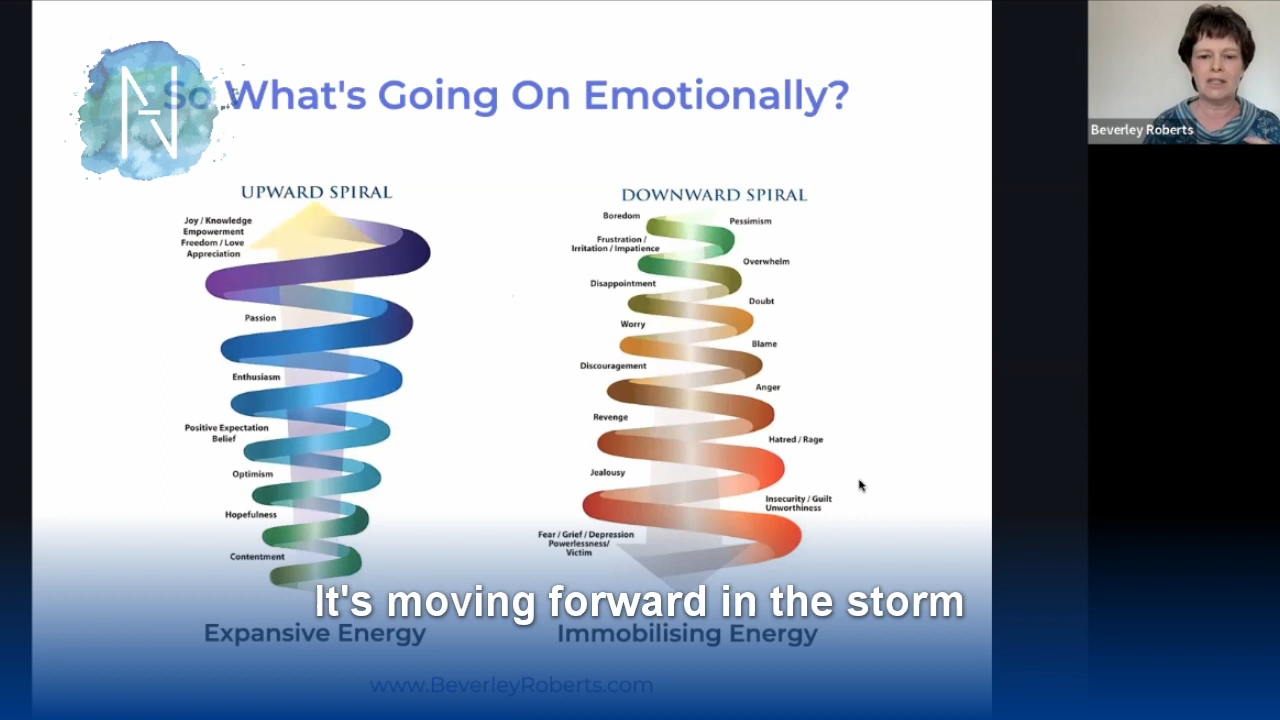 N
So What's Going On Emotionally?
Beverley Roberts
UPWARD SPIRAL
Joy / Knowledge
Empowerment
Freedom / Love
Appreciation
Passion
Enthusiasm
Positive Expectation
Belief
Optimism
Hopefulness
Contentment
Expansive Energy
DOWNWARD SPIRAL
Boredom
Pessimism
Frustration /
Irritation / Impatience
Overwhelm
Disappointment
Doubt
Worry
Blame
Discouragement
Anger
Revenge
Hatred / Rage
Jealousy
Insecurity / Guilt
Unworthiness
Fear / Grief / Depression
Powerlessness/
Victim
Immobilising Energy
It's moving forward in the storm
www.BeverleyRoberts.com